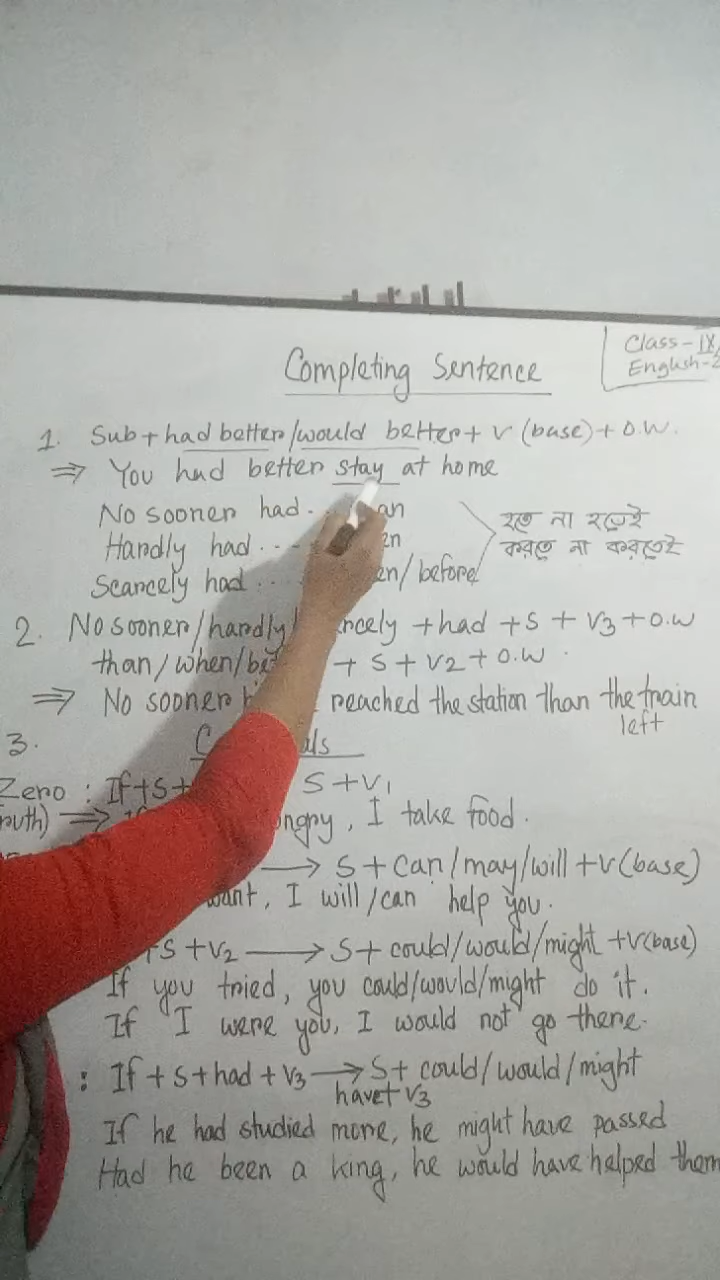 Completing Sentence
Class-IX
English-2
1. Sub+had better/would better+ v (base)+ O.W.
⇒ You had better stay at home
No sooner had...
Hardly had...
Scarcely had... /before
হতে না হতেই
করতে না করতেই
2. No sooner/hardly/ +had +S + V3 + O.W
than/when/ + S + V2 + O.W.
⇒ No sooner reached the station than the train
left
3.
Zero : If+S+ S+V1
⇒ , I take food.
→ S + can/may/will +v(base)
want, I will/can help you.
+S +V2 → S+ could/would/might +v(base)
If you tried, you could/would/might do it.
If I were you, I would not go there.
: If + S + had + V3 → S+ could/would/might
have+ V3
If he had studied more, he might have passed
Had he been a king, he would have helped them